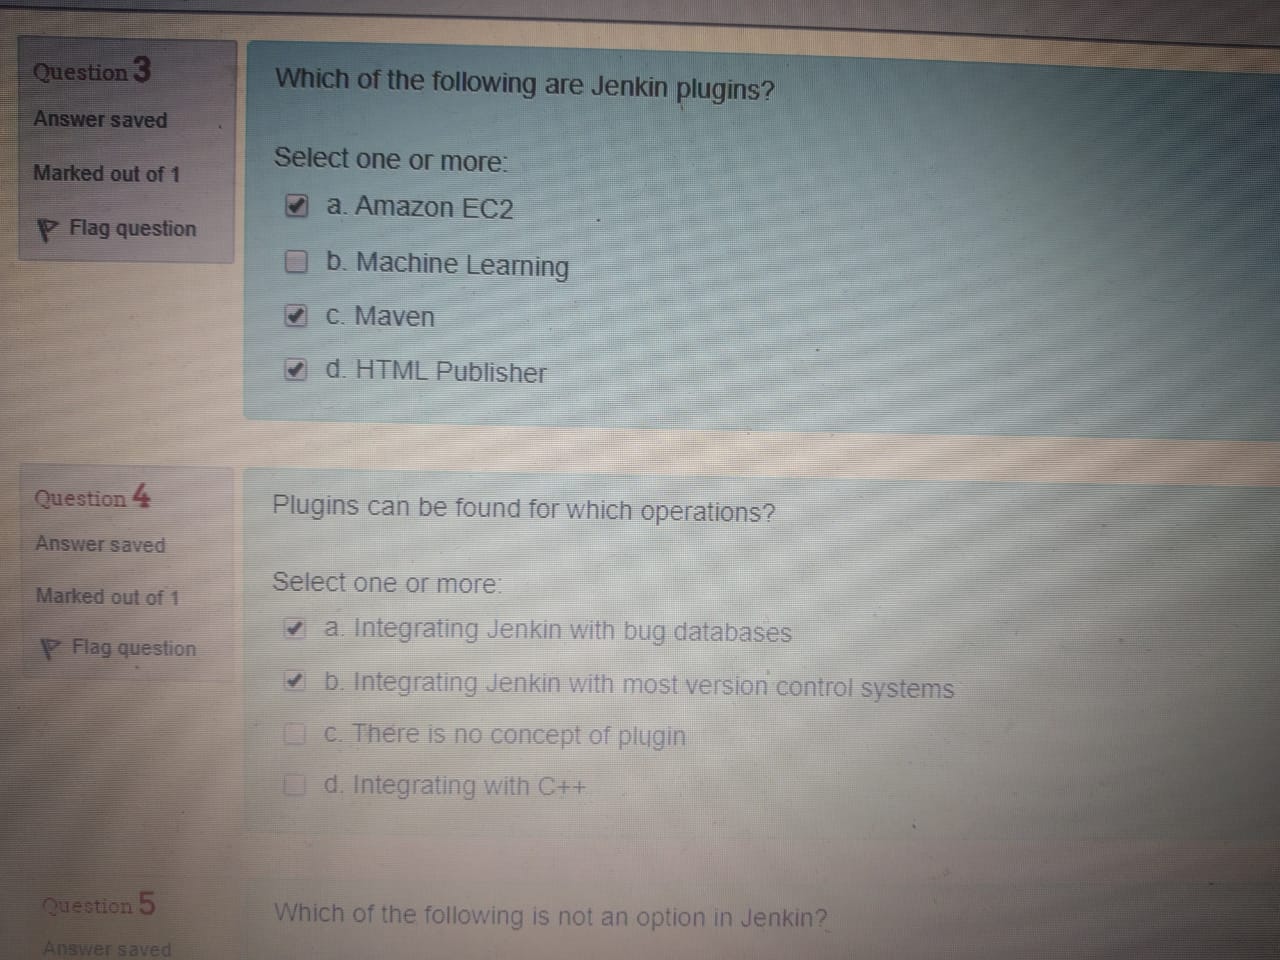 Question 3
Answer saved
Marked out of 1
Flag question
Which of the following are Jenkin plugins?
Select one or more:
a. Amazon EC2
b. Machine Learning
c. Maven
d. HTML Publisher
Question 4
Answer saved
Marked out of 1
Flag question
Plugins can be found for which operations?
Select one or more:
a. Integrating Jenkin with bug databases
b. Integrating Jenkin with most version control systems
c. There is no concept of plugin
d. Integrating with C++
Question 5
Answer saved
Which of the following is not an option in Jenkin?